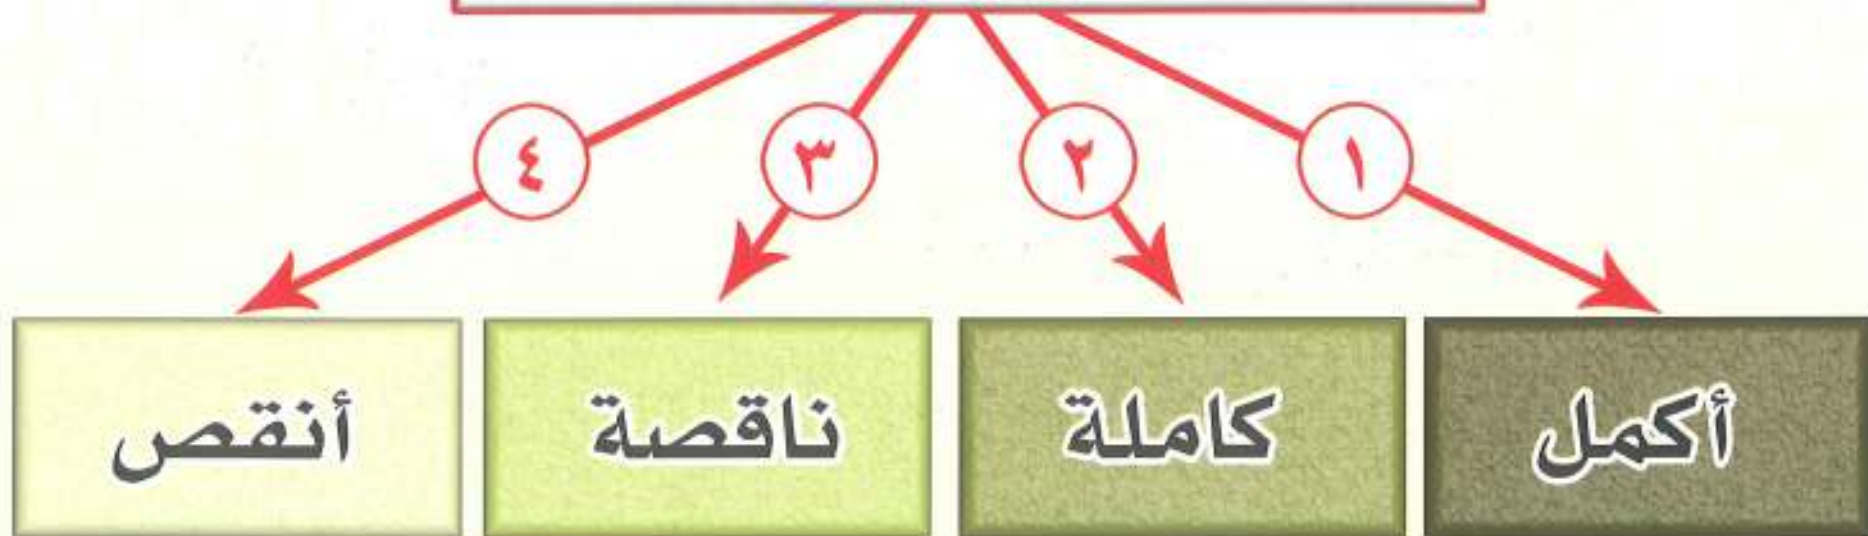 ١ ٢ ٣ ٤
أكمل كاملة ناقصة أنقص